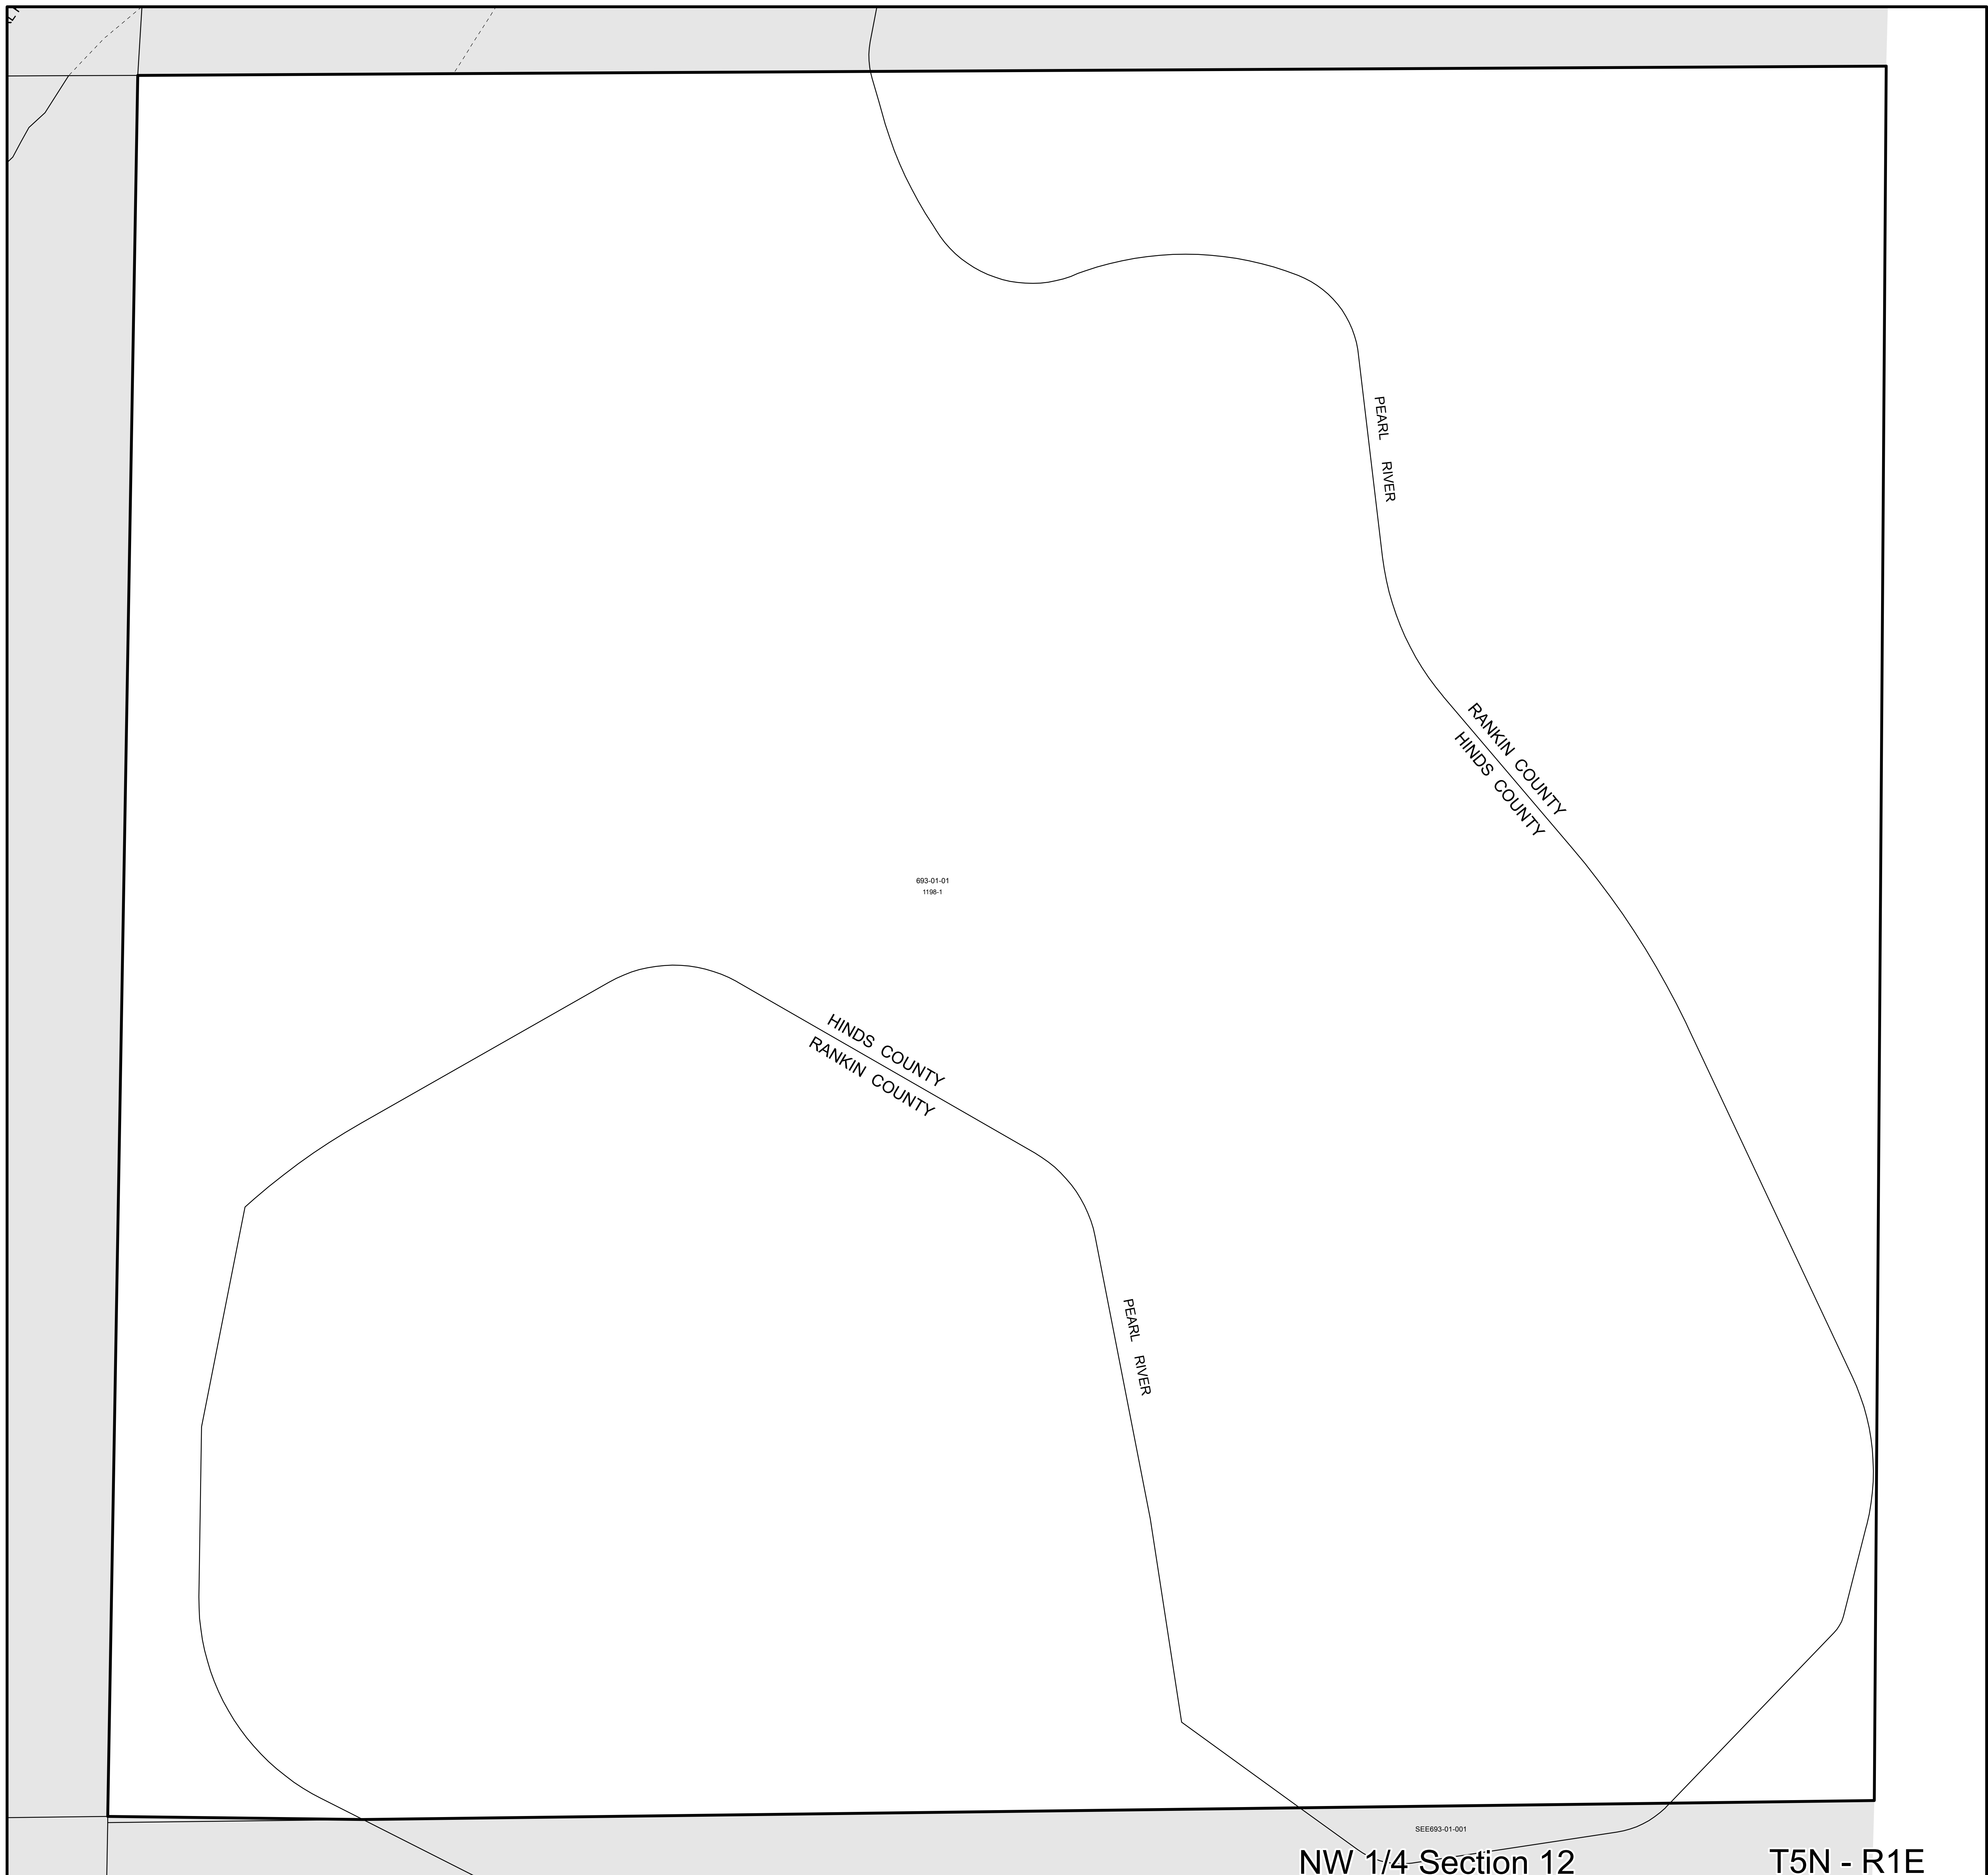 PEARL RIVER
RANKIN COUNTY
HINDS COUNTY
693-01-01
1198-1
HINDS COUNTY
RANKIN COUNTY
PEARL RIVER
SEE693-01-001
NW 1/4 Section 12
T5N - R1E